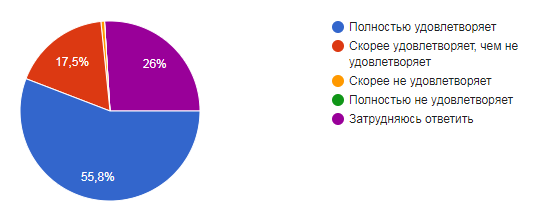 Полностью удовлетворяет
Скорее удовлетворяет, чем не
удовлетворяет
Скорее не удовлетворяет
Полностью не удовлетворяет
Затрудняюсь ответить
17,5%
26%
55,8%